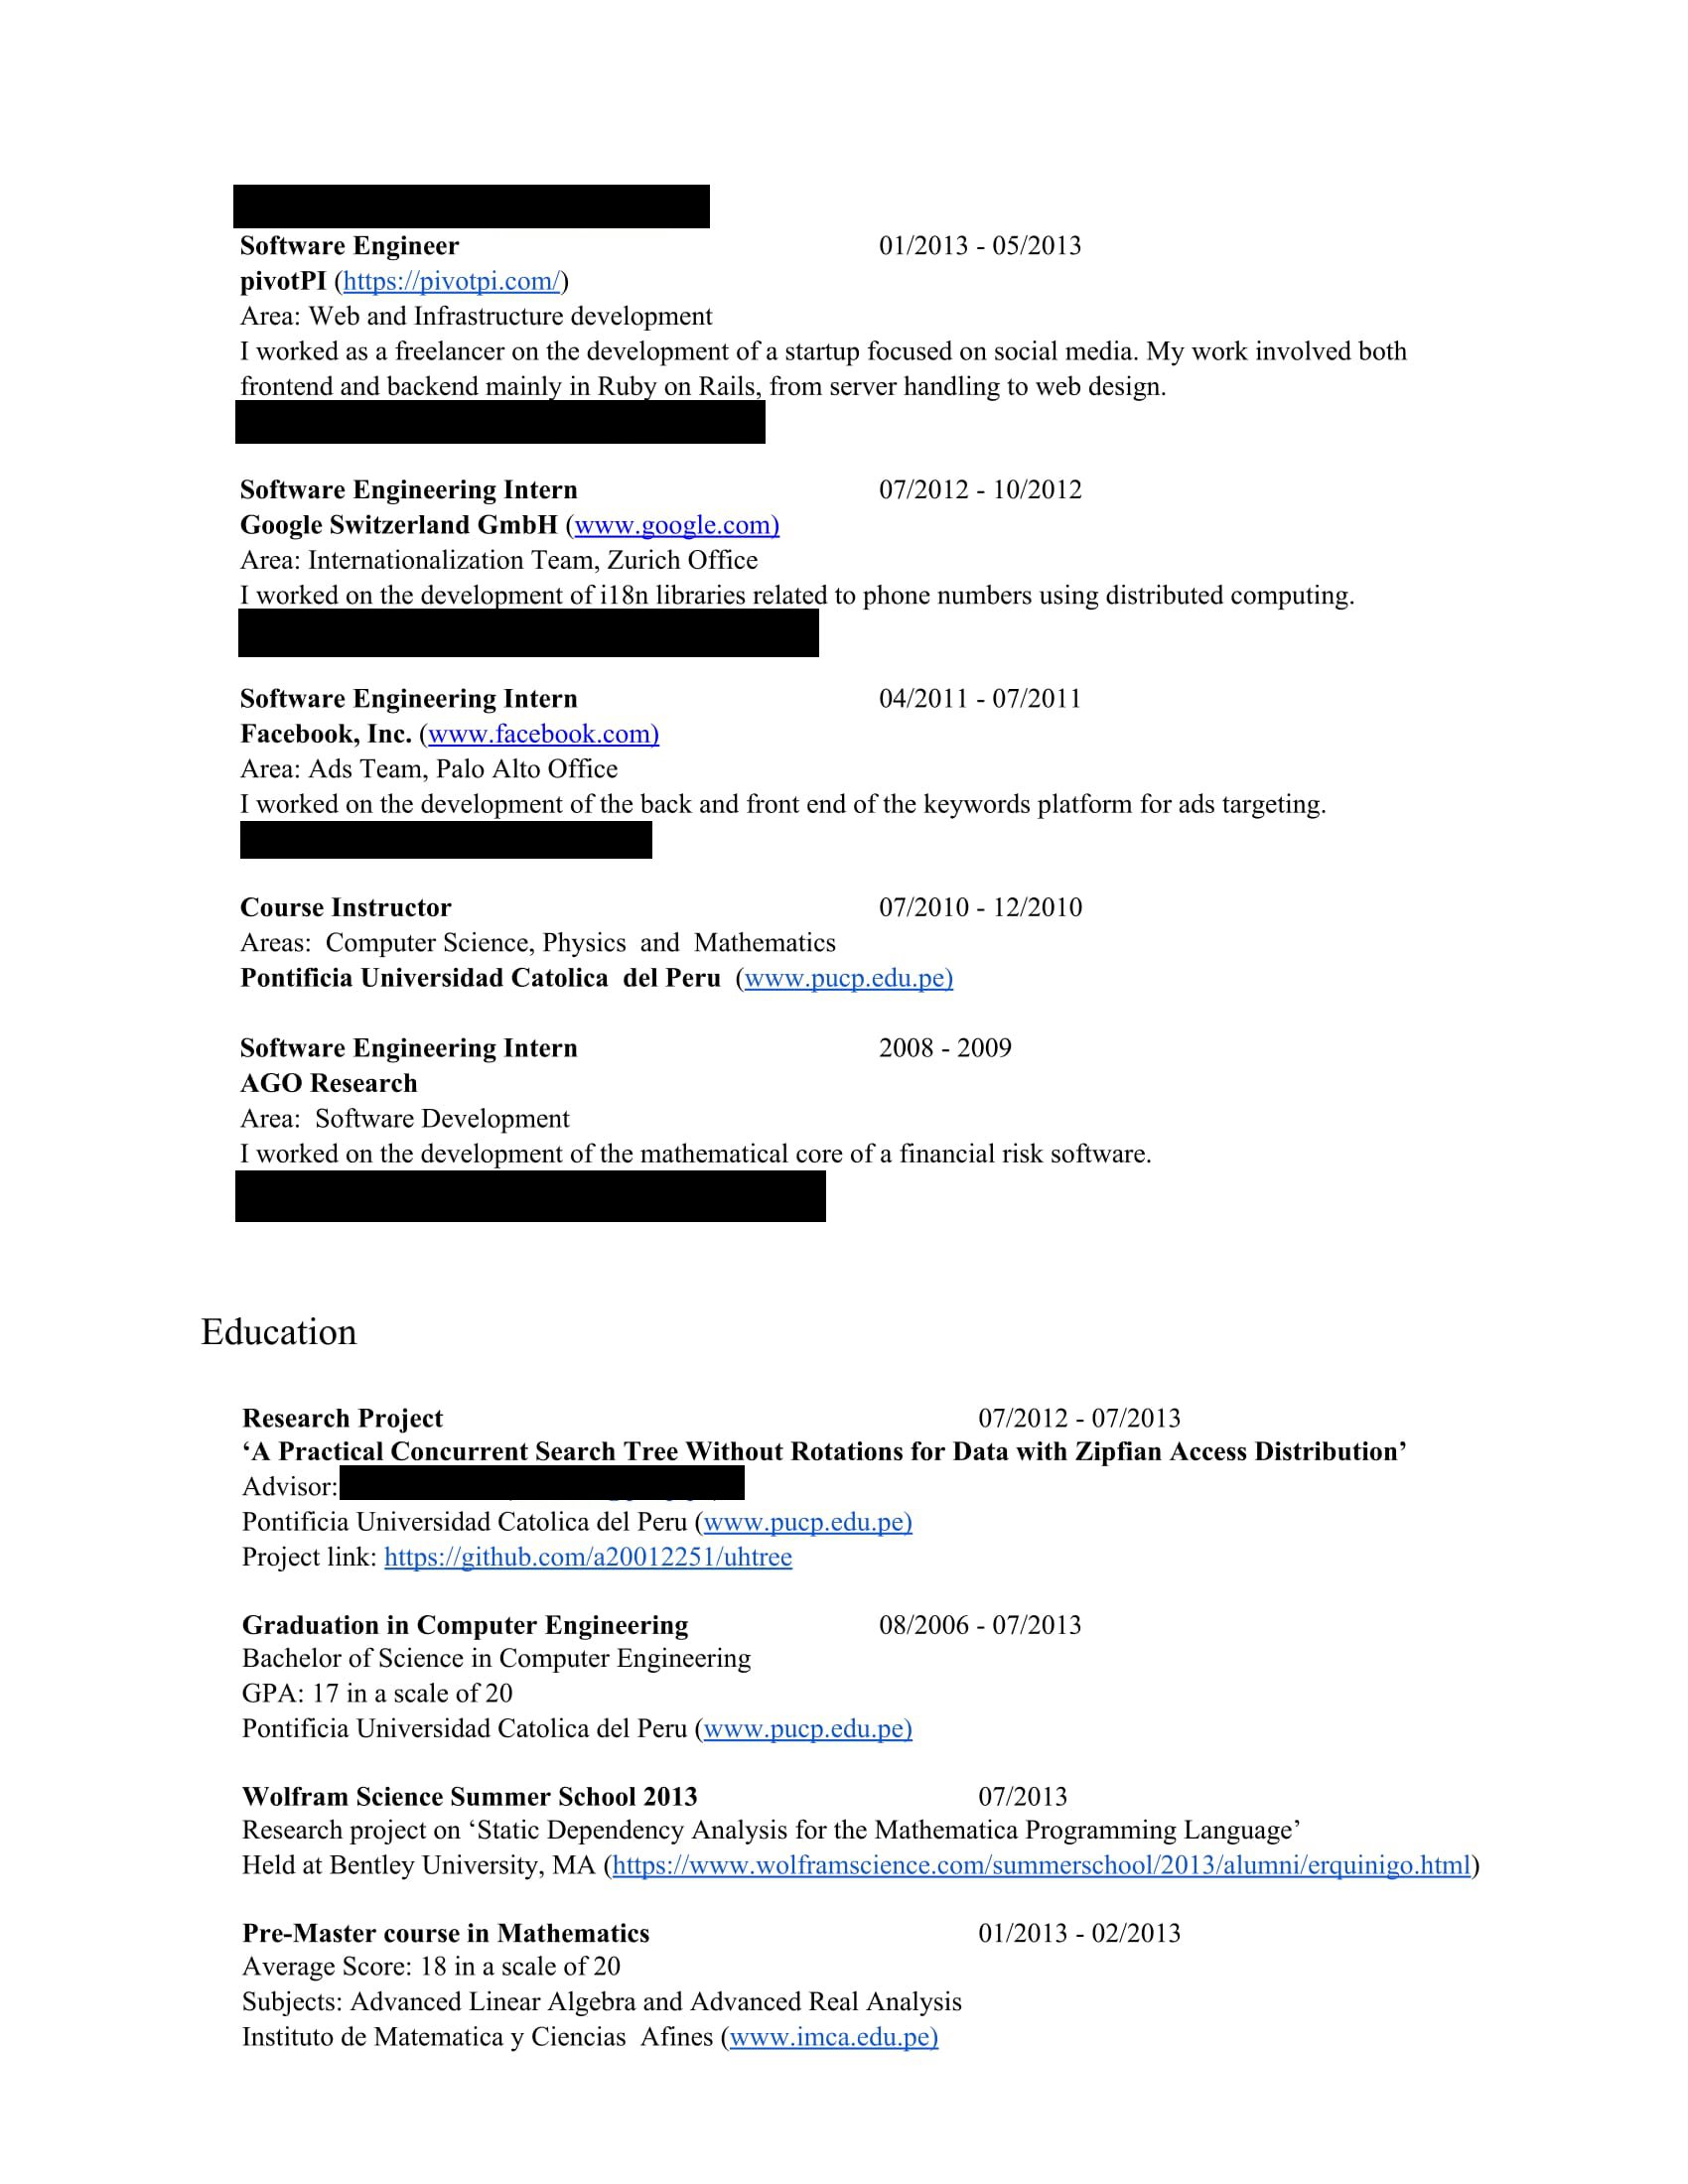 Software Engineer 01/2013 - 05/2013
pivotPI (https://pivotpi.com/)
Area: Web and Infrastructure development
I worked as a freelancer on the development of a startup focused on social media. My work involved both
frontend and backend mainly in Ruby on Rails, from server handling to web design.
Software Engineering Intern 07/2012 - 10/2012
Google Switzerland GmbH (www.google.com)
Area: Internationalization Team, Zurich Office
I worked on the development of i18n libraries related to phone numbers using distributed computing.
Software Engineering Intern 04/2011 - 07/2011
Facebook, Inc. (www.facebook.com)
Area: Ads Team, Palo Alto Office
I worked on the development of the back and front end of the keywords platform for ads targeting.
Course Instructor 07/2010 - 12/2010
Areas: Computer Science, Physics and Mathematics
Pontificia Universidad Catolica del Peru (www.pucp.edu.pe)
Software Engineering Intern 2008 - 2009
AGO Research
Area: Software Development
I worked on the development of the mathematical core of a financial risk software.
Education
Research Project 07/2012 - 07/2013
‘A Practical Concurrent Search Tree Without Rotations for Data with Zipfian Access Distribution’
Advisor:
Pontificia Universidad Catolica del Peru (www.pucp.edu.pe)
Project link: https://github.com/a20012251/uhtree
Graduation in Computer Engineering 08/2006 - 07/2013
Bachelor of Science in Computer Engineering
GPA: 17 in a scale of 20
Pontificia Universidad Catolica del Peru (www.pucp.edu.pe)
Wolfram Science Summer School 2013 07/2013
Research project on ‘Static Dependency Analysis for the Mathematica Programming Language’
Held at Bentley University, MA (https://www.wolframscience.com/summerschool/2013/alumni/erquinigo.html)
Pre-Master course in Mathematics 01/2013 - 02/2013
Average Score: 18 in a scale of 20
Subjects: Advanced Linear Algebra and Advanced Real Analysis
Instituto de Matematica y Ciencias Afines (www.imca.edu.pe)